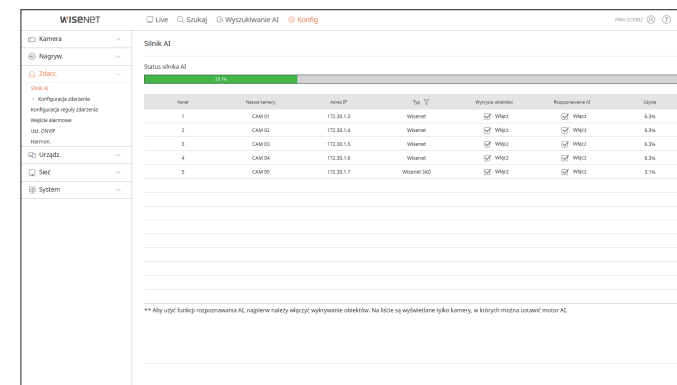 WISENET
Live Szukaj Wyszukiwanie AI Konfig
PRN-3210B2
Kamera
Nagryw.
Zdarz.
Silnik AI
Konfiguracja zdarzenia
Konfiguracja reguły zdarzenia
Wejście alarmowe
Ust. ONVIF
Harmon.
Urządz.
Sieć
System
Silnik AI
Status silnika AI
28.1%
Kanał Nazwa kamery Adres IP Typ Wykrycie obiektów Rozpoznawanie AI Użycie
1 CAM 01 172.30.1.3 Wisenet Włącz Włącz 6.3%
2 CAM 02 172.30.1.4 Wisenet Włącz Włącz 6.3%
3 CAM 03 172.30.1.5 Wisenet Włącz Włącz 6.3%
4 CAM 04 172.30.1.6 Wisenet Włącz Włącz 6.3%
5 CAM 05 172.30.1.7 Wisenet (AI) Włącz Włącz 3.1%
** Aby użyć funkcji rozpoznawania AI, najpierw należy włączyć wykrywanie obiektów. Na liście są wyświetlane tylko kamery, w których można ustawić motor AI.